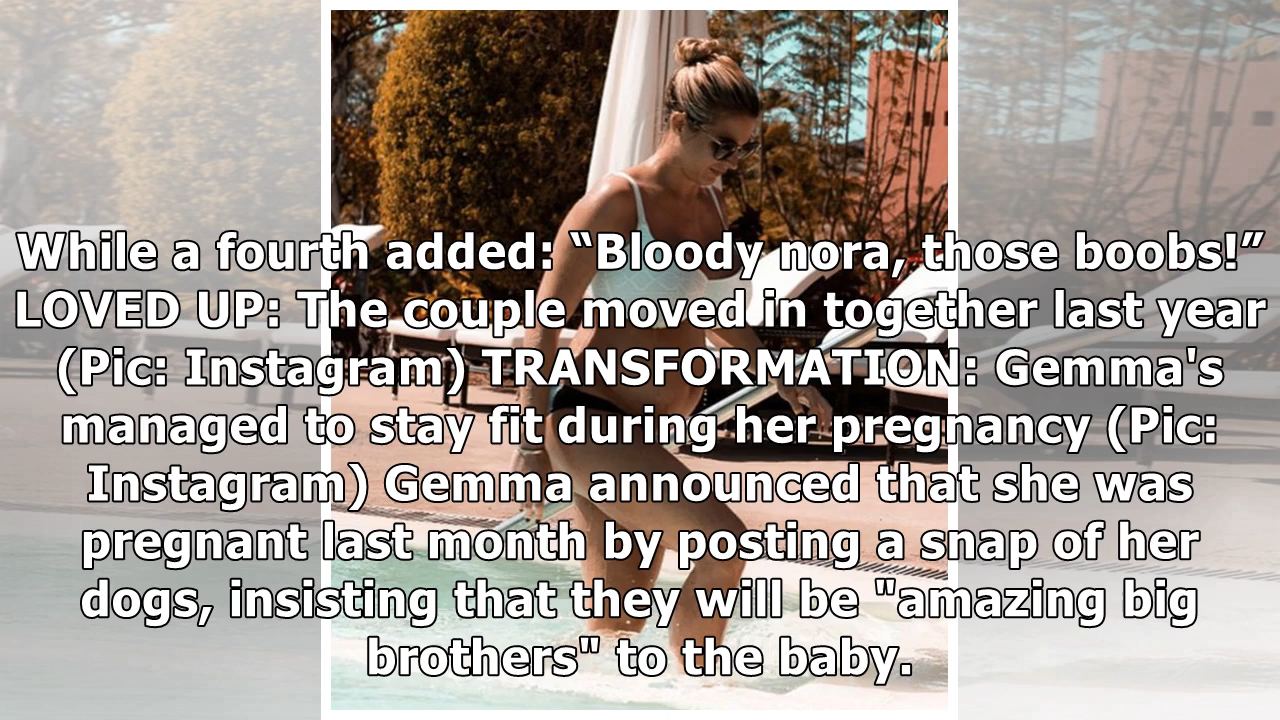 While a fourth added: “Bloody nora, those boobs!”
LOVED UP: The couple moved in together last year
(Pic: Instagram) TRANSFORMATION: Gemma's
managed to stay fit during her pregnancy (Pic:
Instagram) Gemma announced that she was
pregnant last month by posting a snap of her
dogs, insisting that they will be "amazing big
brothers" to the baby.